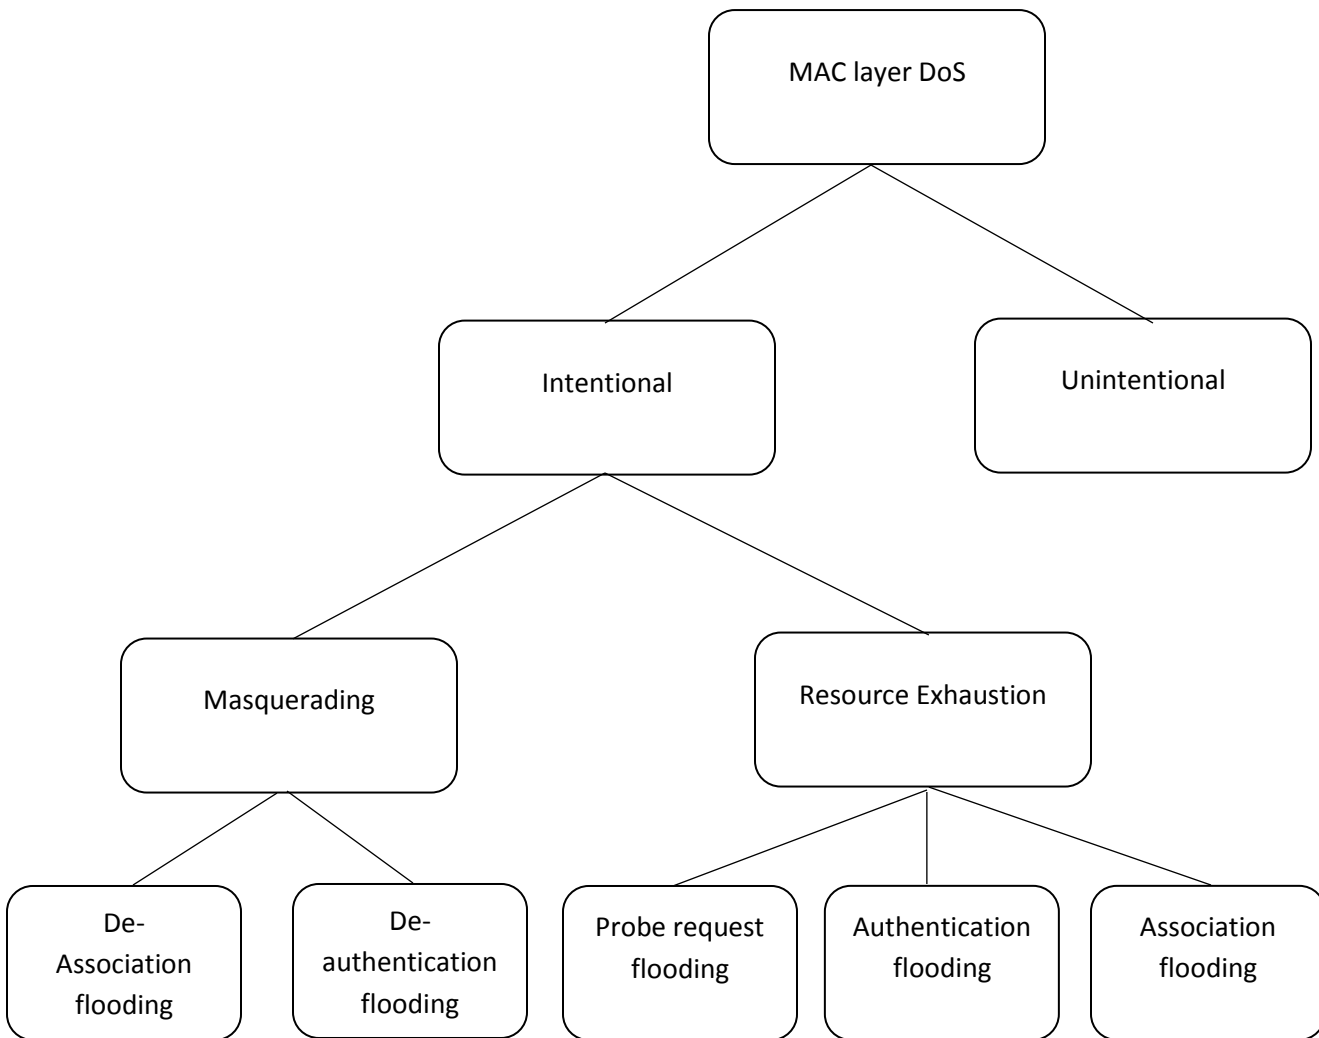 MAC layer DoS
Intentional
Unintentional
Masquerading
Resource Exhaustion
De-
Association
flooding
De-
authentication
flooding
Probe request
flooding
Authentication
flooding
Association
flooding